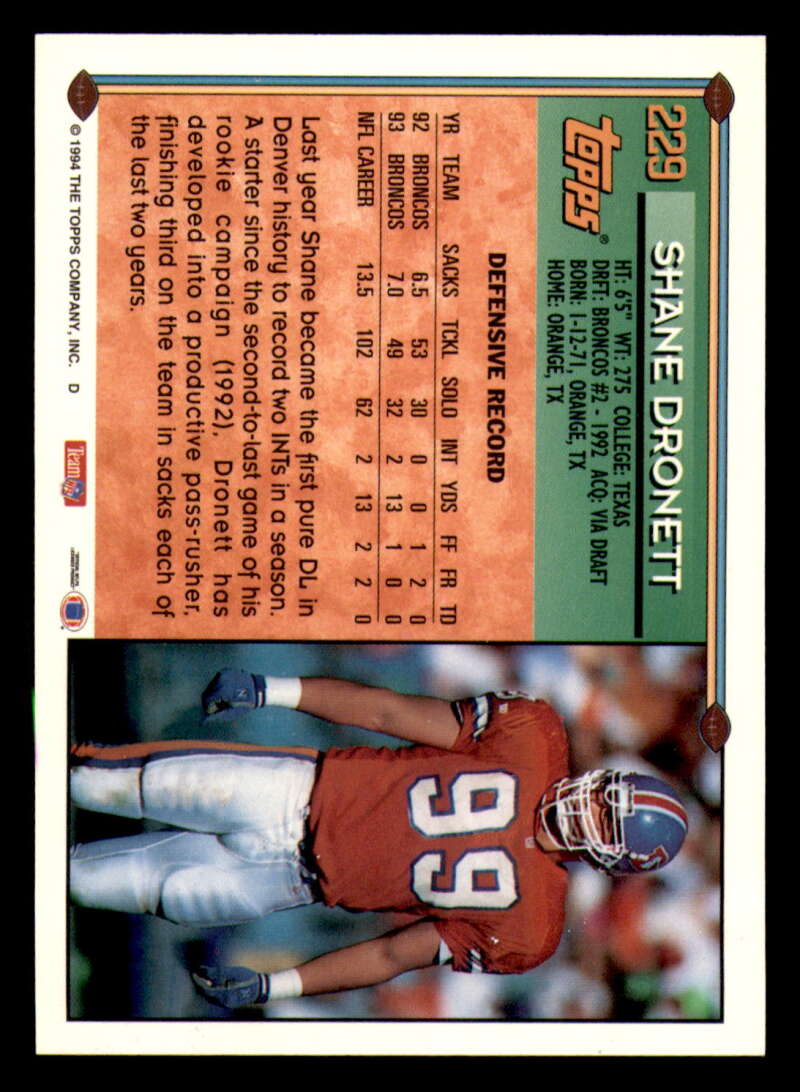 229
SHANE DRONETT
topps®
HT: 6'5" WT: 275 COLLEGE: TEXAS
DRFT: BRONCOS #2 - 1992 ACQ: VIA DRAFT
BORN: 1-12-71, ORANGE, TX
HOME: ORANGE, TX
DEFENSIVE RECORD
YR TEAM SACKS TCKL SOLO INT YDS FF FR TD
92 BRONCOS 6.5 53 30 0 0 1 2 0
93 BRONCOS 7.0 49 32 2 13 1 0 0
NFL CAREER 13.5 102 62 2 13 2 2 0
Last year Shane became the first pure DL in
Denver history to record two INTs in a season.
A starter since the second-to-last game of his
rookie campaign (1992), Dronett has
developed into a productive pass-rusher,
finishing third on the team in sacks each of
the last two years.
© 1994 THE TOPPS COMPANY, INC. D
Team NFL
99
99